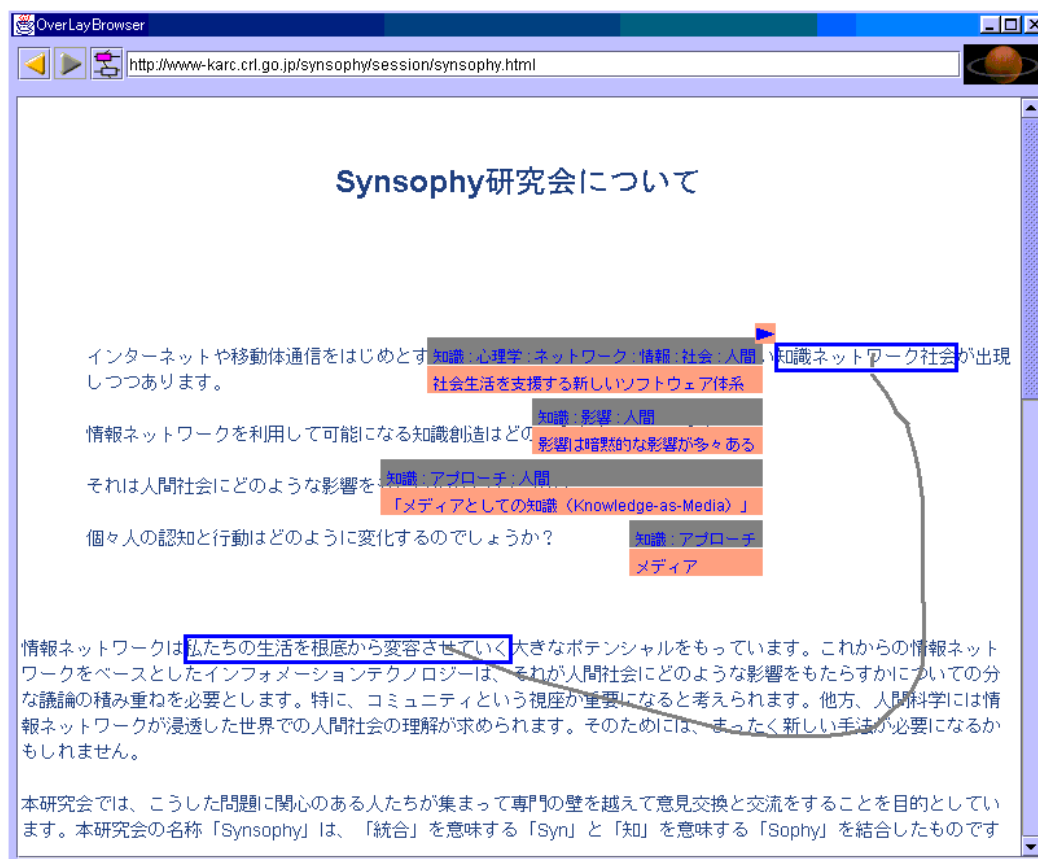 OverLayBrowser
http://www-karc.crl.go.jp/synsophy/session/synsophy.html
Synsophy研究会について
インターネットや移動体通信をはじめとす
知識：心理学：ネットワーク：情報：社会：人間
い知識ネットワーク社会が出現
しつつあります。
社会生活を支援する新しいソフトウェア体系
知識：影響：人間
情報ネットワークを利用して可能になる知識創造はどの
影響は暗黙的な影響が多々ある
知識：アプローチ：人間
それは人間社会にどのような影響を
「メディアとしての知識（Knowledge-as-Media）」
個々人の認知と行動はどのように変化するのでしょうか？
知識：アプローチ
メディア
情報ネットワークは私たちの生活を根底から変容させていく大きなポテンシャルをもっています。これからの情報ネット
ワークをベースとしたインフォメーションテクノロジーは、それが人間社会にどのような影響をもたらすかについての分
な議論の積み重ねを必要とします。特に、コミュニティという視座が重要になると考えられます。他方、人間科学には情
報ネットワークが浸透した世界での人間社会の理解が求められます。そのためには、まったく新しい手法が必要になるか
もしれません。
本研究会では、こうした問題に関心のある人たちが集まって専門の壁を越えて意見交換と交流をすることを目的としてい
ます。本研究会の名称「Synsophy」は、「統合」を意味する「Syn」と「知」を意味する「Sophy」を結合したものです